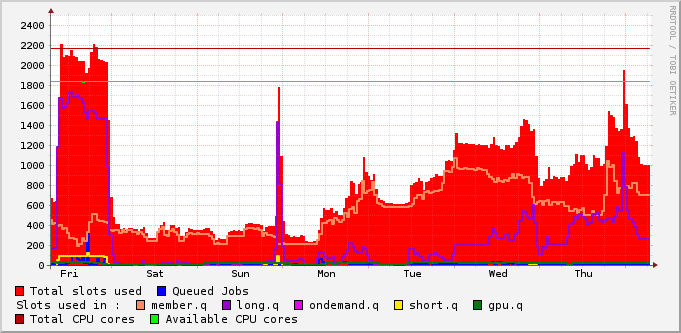 RRDTOOL / TOBI OETIKER
2400
2200
2000
1800
1600
1400
1200
1000
800
600
400
200
0
Fri Sat Sun Mon Tue Wed Thu
Total slots used Queued Jobs
Slots used in : member.q long.q ondemand.q short.q gpu.q
Total CPU cores Available CPU cores